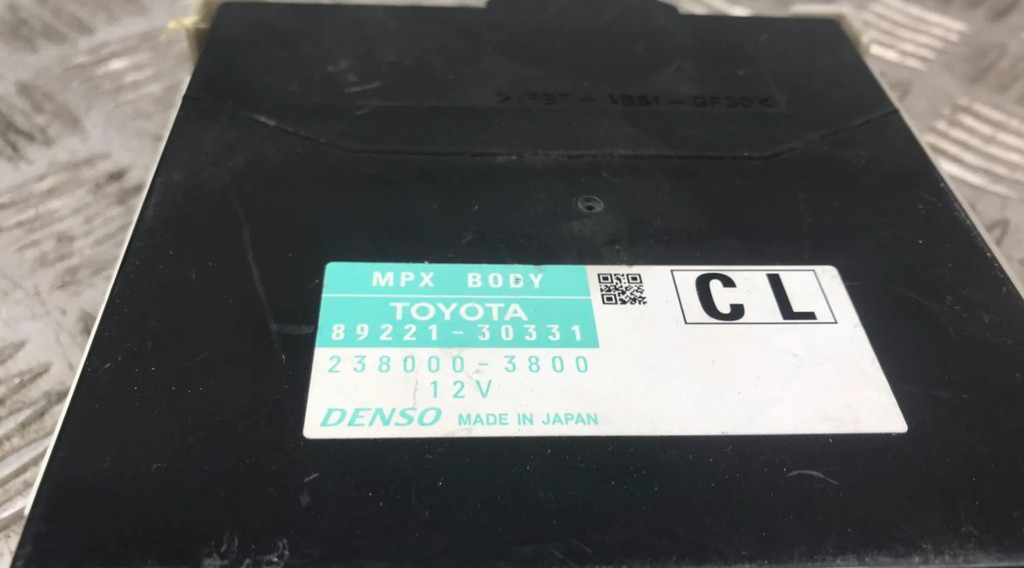 MPX BODY
TOYOTA
89221-30331
238000-3800
12V
DENSO MADE IN JAPAN
CL